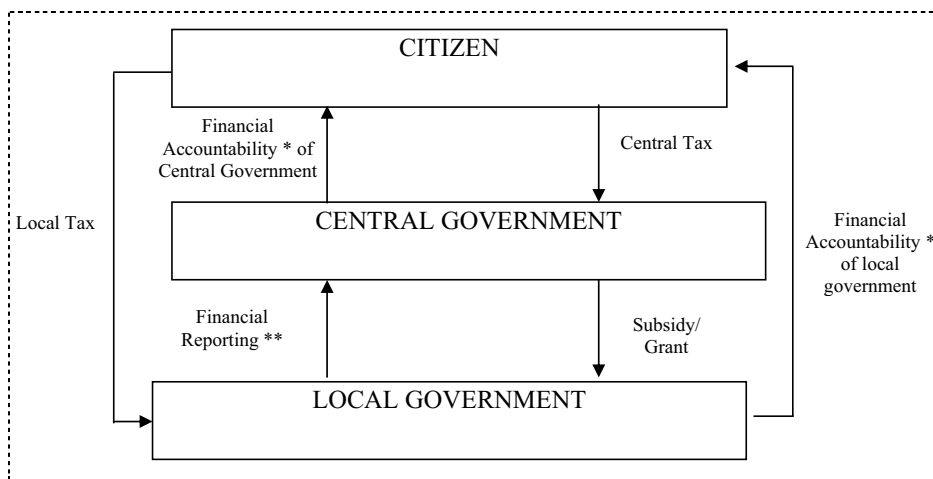 CITIZEN
Financial
Accountability * of
Central Government
Central Tax
CENTRAL GOVERNMENT
Local Tax
Financial
Accountability *
of local
government
Financial
Reporting **
Subsidy/
Grant
LOCAL GOVERNMENT